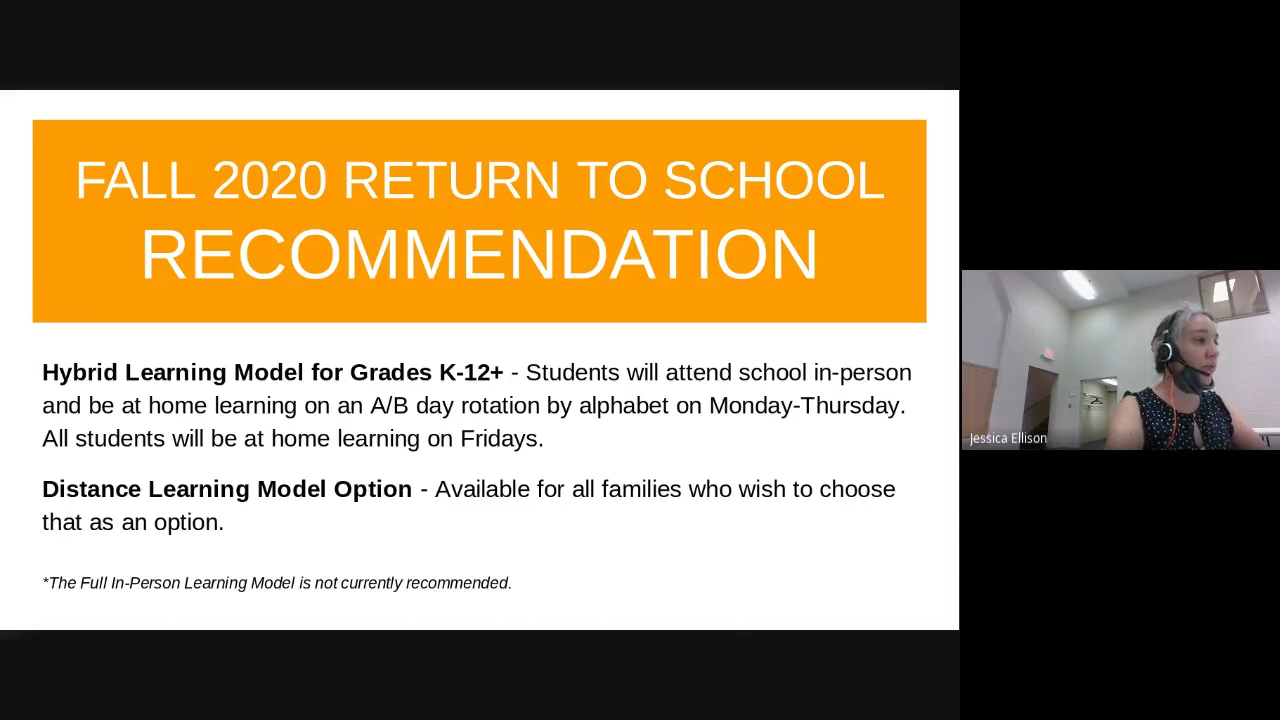 FALL 2020 RETURN TO SCHOOL
RECOMMENDATION
Hybrid Learning Model for Grades K-12+ - Students will attend school in-person
and be at home learning on an A/B day rotation by alphabet on Monday-Thursday.
All students will be at home learning on Fridays.
Distance Learning Model Option - Available for all families who wish to choose
that as an option.
*The Full In-Person Learning Model is not currently recommended.
Jessica Ellison